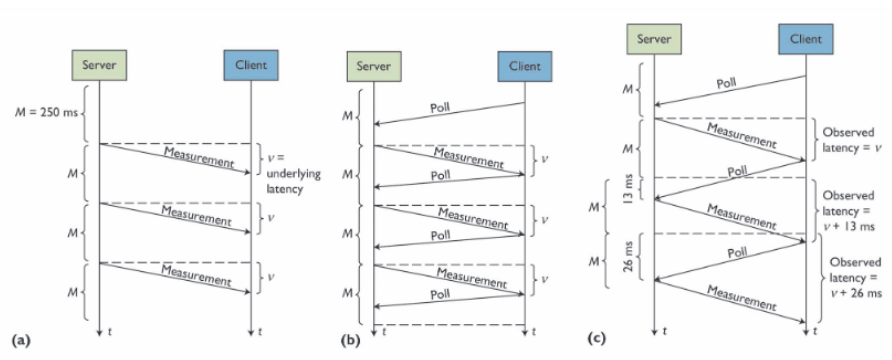 Server
Client
M = 250 ms
Measurement
v =
underlying
latency
M
Measurement
v
M
Measurement
v
M
t
t
(a)
Server
Client
Poll
M
Measurement
v
Poll
M
Measurement
v
Poll
M
Measurement
v
Poll
M
t
t
(b)
Server
Client
Poll
M
Measurement
Observed
latency = v
M
Poll
13 ms
M
Measurement
Observed
latency =
v + 13 ms
Poll
26 ms
M
Measurement
Observed
latency =
v + 26 ms
t
t
(c)